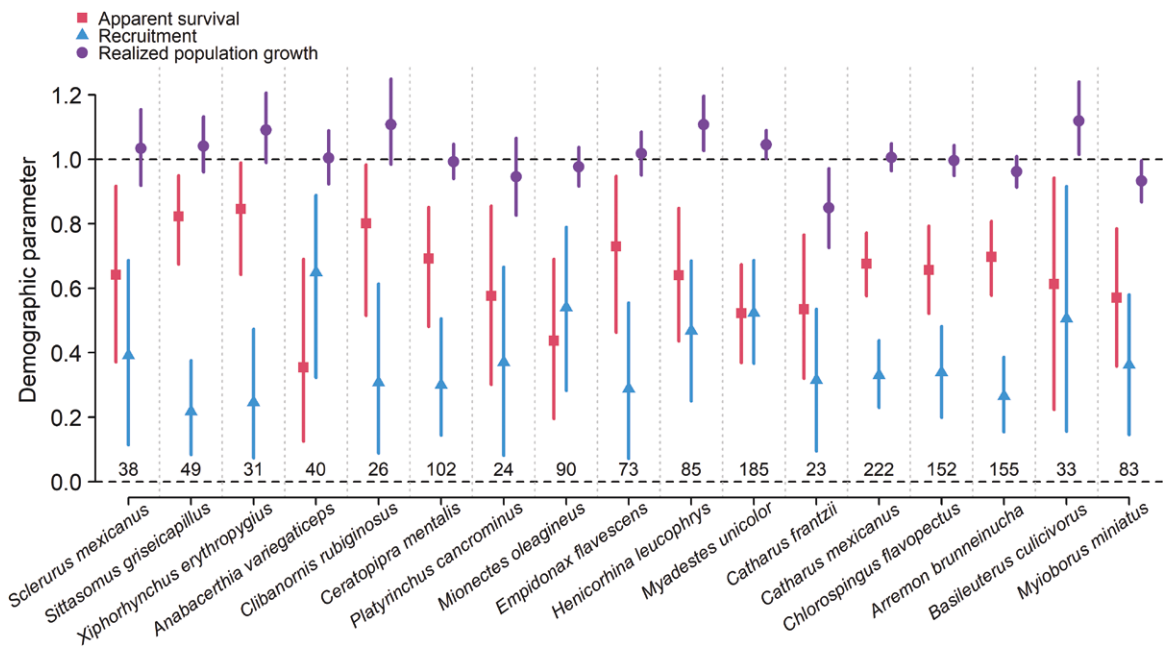 Apparent survival
Recruitment
Realized population growth
Demographic parameter
1.2
1.0
0.8
0.6
0.4
0.2
0.0
38 49 31 40 26 102 24 90 73 85 185 23 222 152 155 33 83
Sclerurus mexicanus
Sittasomus griseicapillus
Xiphorhynchus erythropygius
Anabacerthia variegaticeps
Clibanornis rubiginosus
Ceratopipra mentalis
Platyrinchus cancrominus
Mionectes oleagineus
Empidonax flavescens
Henicorhina leucophrys
Myadestes unicolor
Catharus frantzii
Catharus mexicanus
Chlorospingus flavopectus
Arremon brunneinucha
Basileuterus culicivorus
Myioborus miniatus